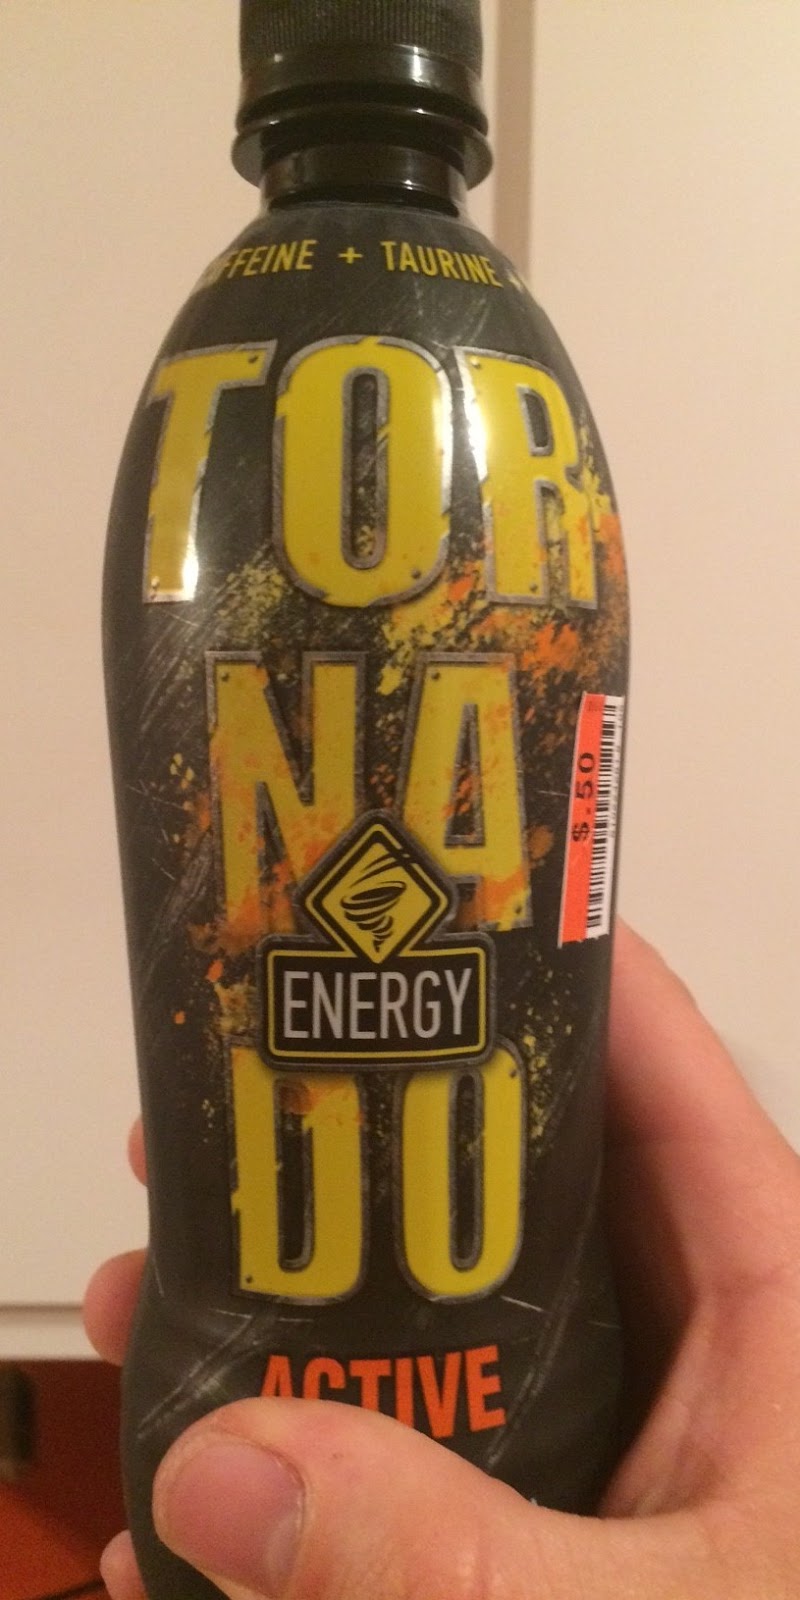 FFEINE + TAURINE +
TOR
NA
$.50
ENERGY
DO
ACTIVE